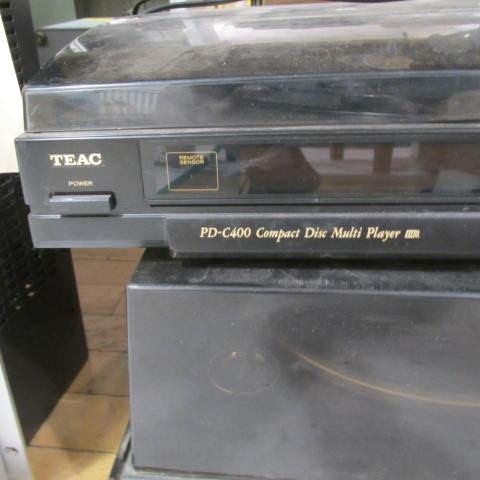 TEAC
REMOTE
SENSOR
POWER
PD-C400 Compact Disc Multi Player